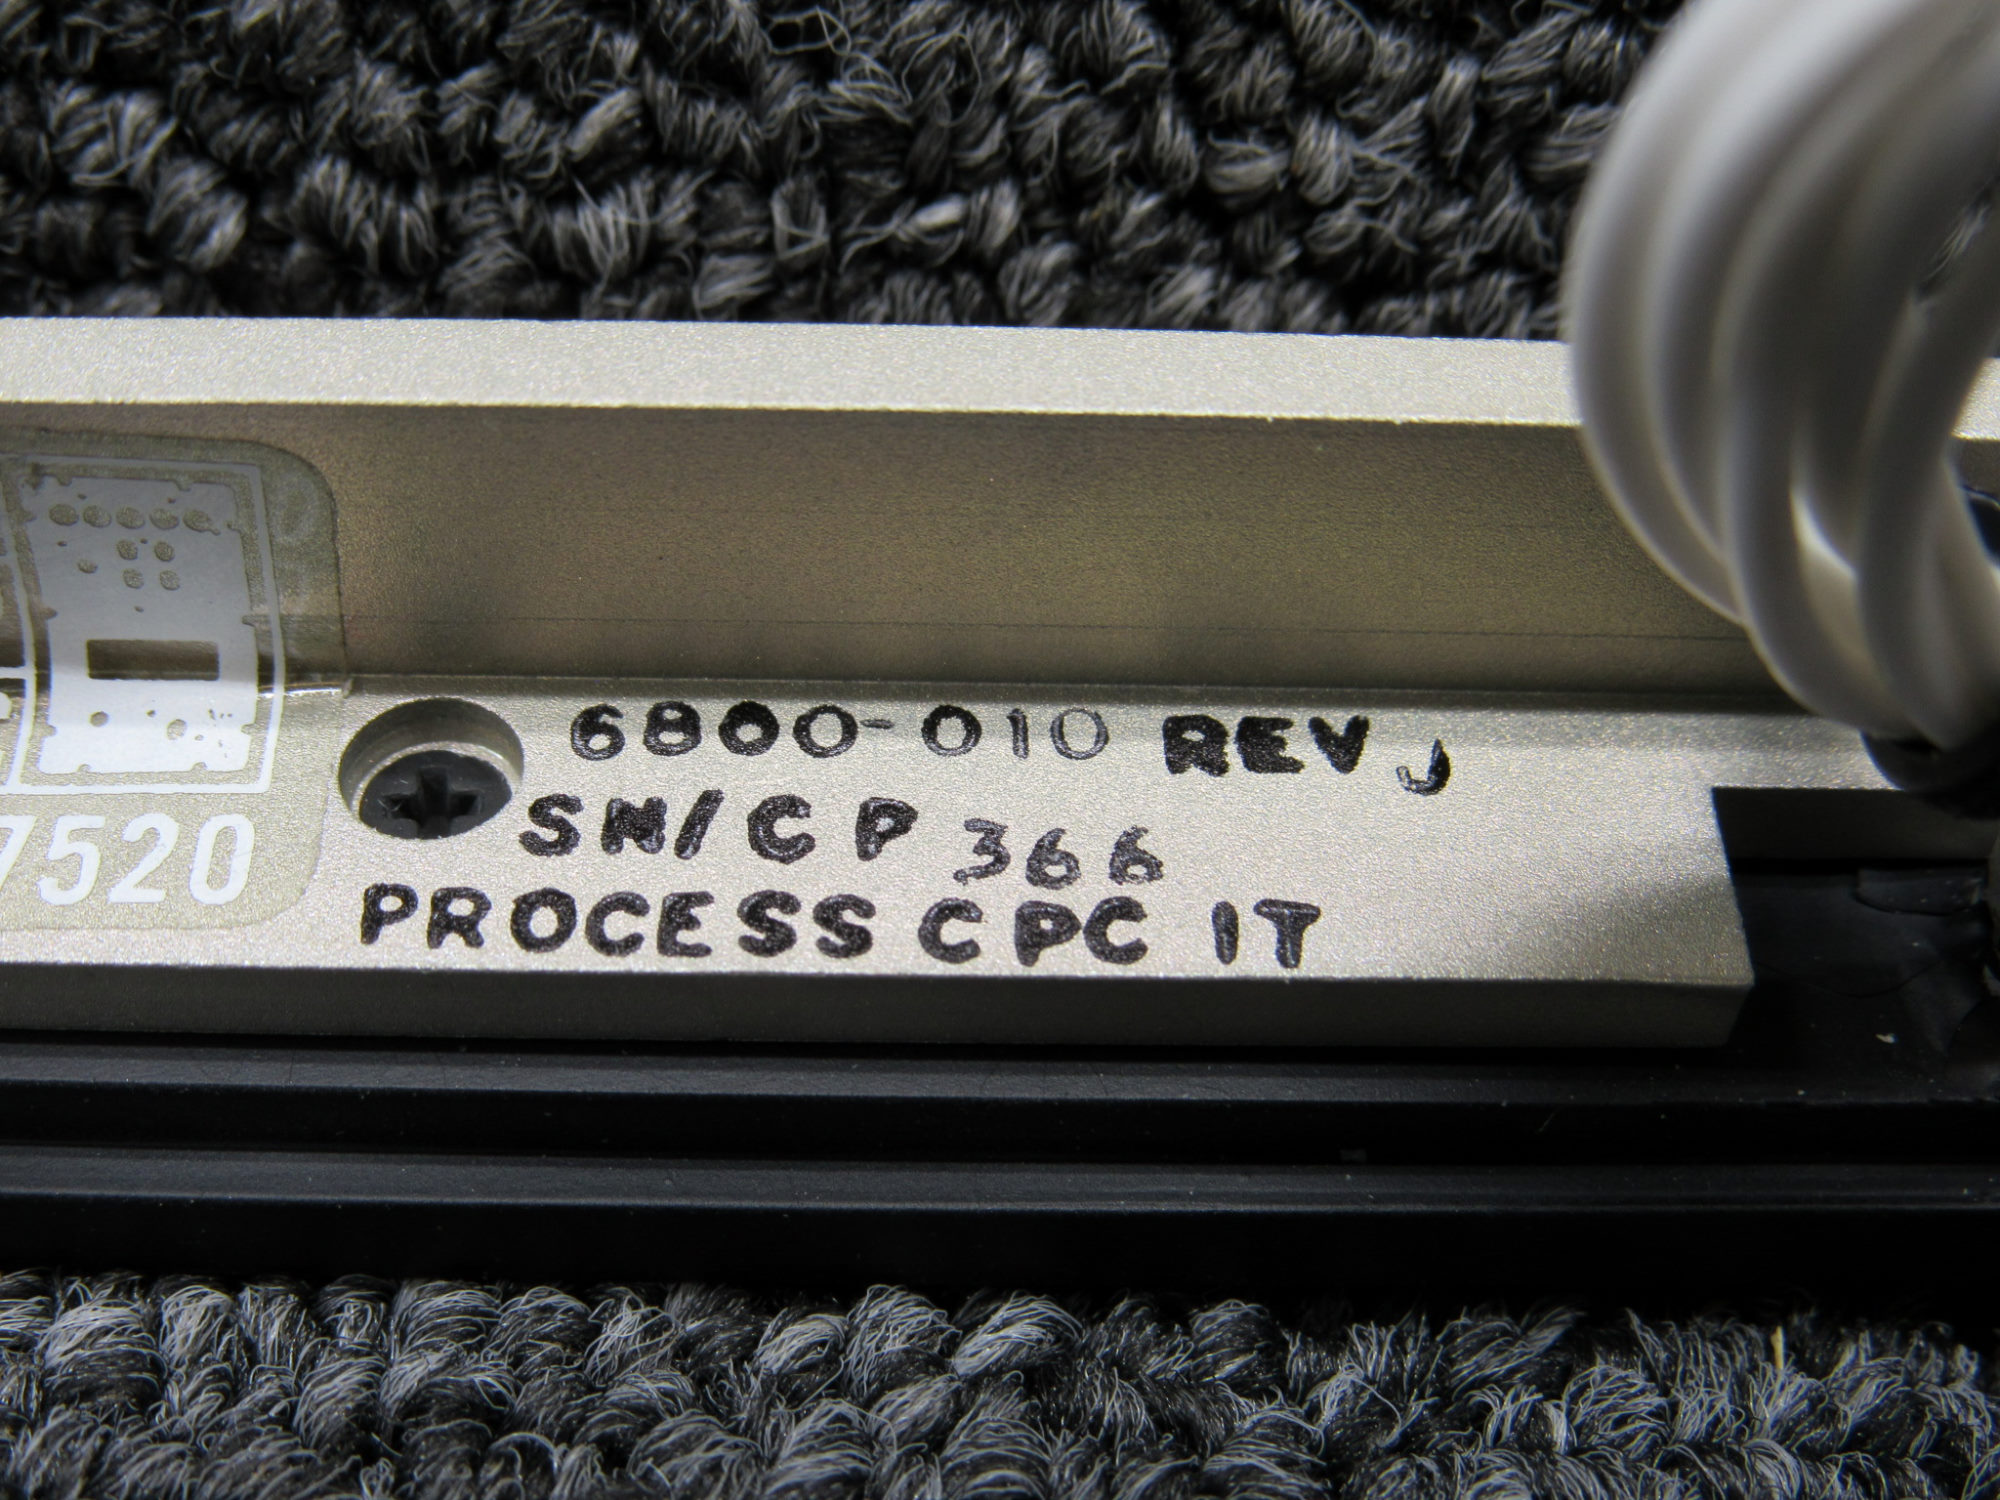 6800-010 REV J
SN/CP 366
PROCESS CPC IT
7520